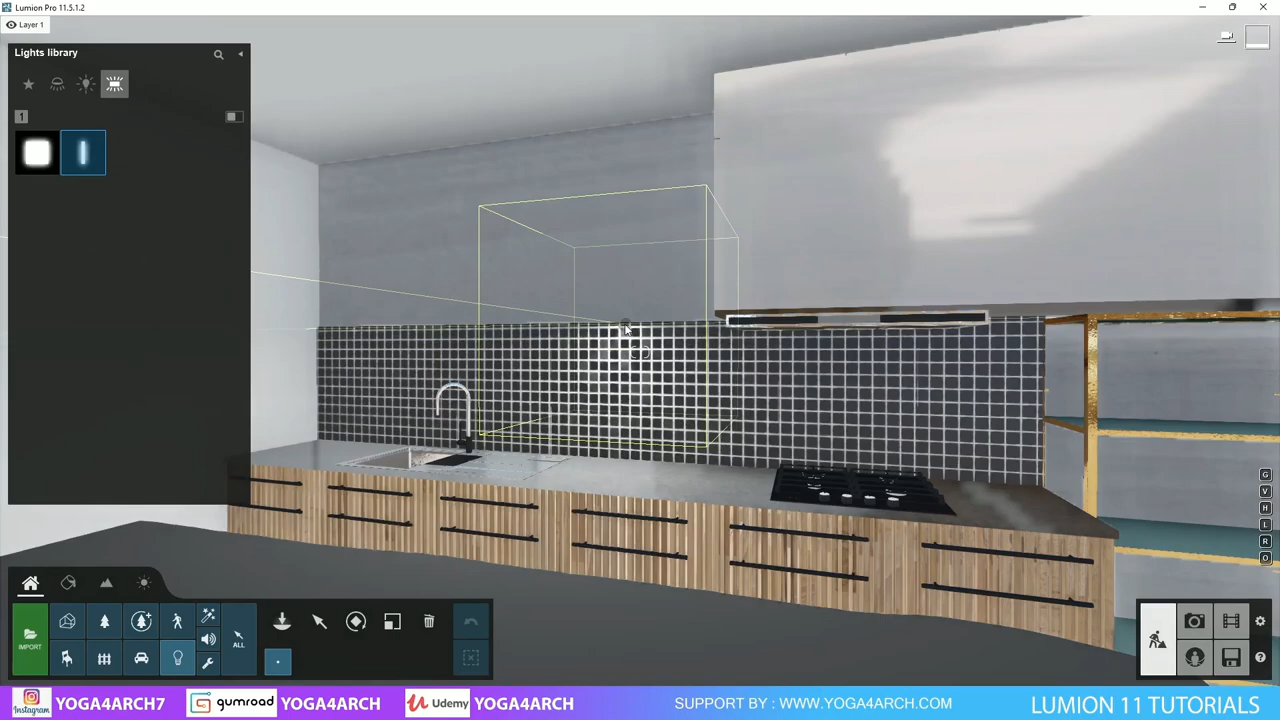 Lumion Pro 11.5.1.2
Layer 1
Lights library
1
G
V
H
L
R
O
IMPORT
ALL
Instagram YOGA4ARCH7 gumroad YOGA4ARCH Udemy YOGA4ARCH SUPPORT BY : WWW.YOGA4ARCH.COM LUMION 11 TUTORIALS